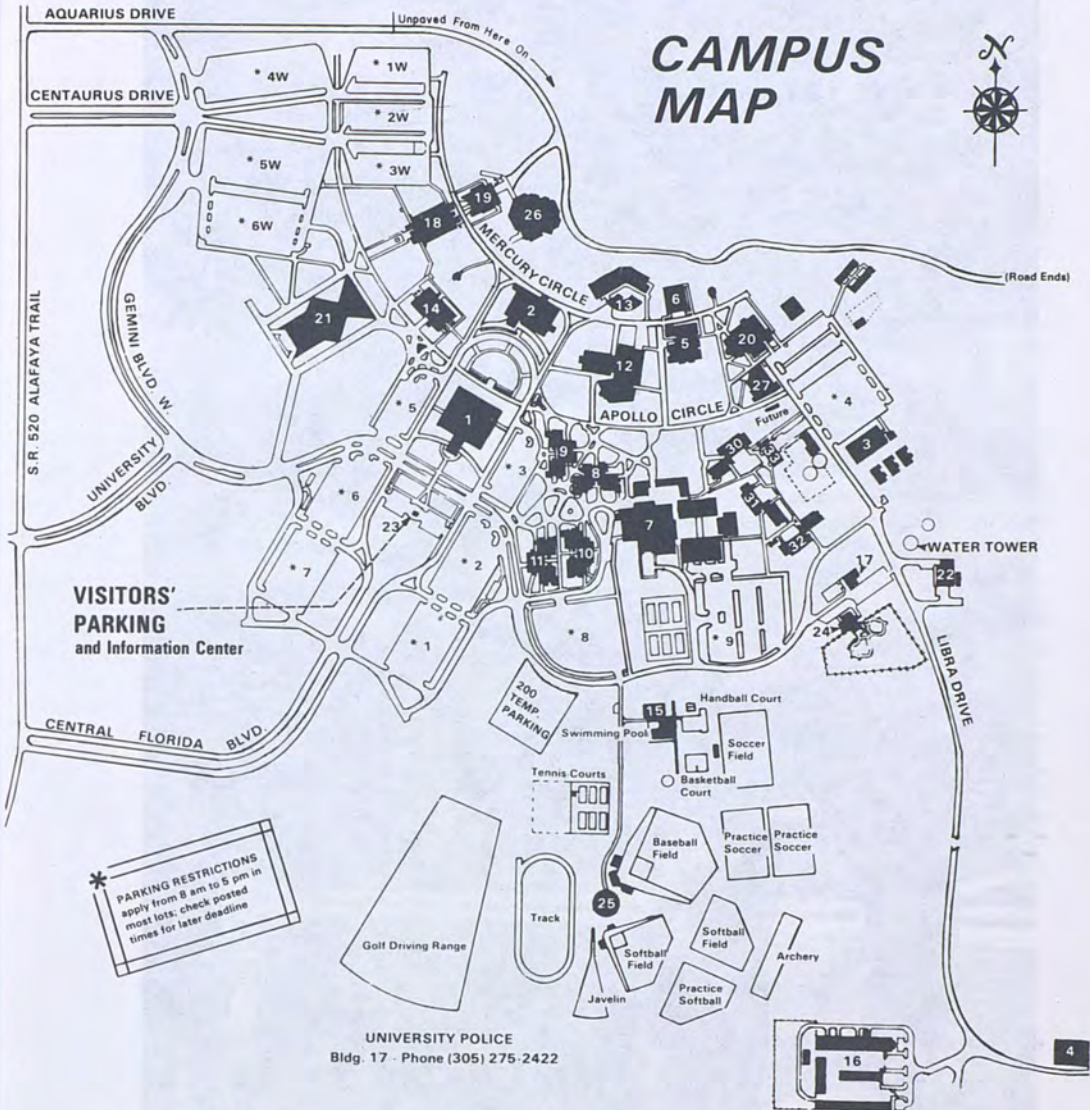 AQUARIUS DRIVE
Unpaved From Here On
CAMPUS
MAP
N
* 4W
* 1W
CENTAURUS DRIVE
* 2W
* 5W
* 3W
* 6W
19
18
26
MERCURY CIRCLE
(Road Ends)
S.R. 520 ALAFAYA TRAIL
GEMINI BLVD. W.
21
14
2
13
6
5
20
12
27
* 5
1
APOLLO CIRCLE
* 4
Future
UNIVERSITY
BLVD.
* 3
9
8
30
33
3
* 6
23
31
7
32
* 7
* 2
11
10
WATER TOWER
17
22
VISITORS'
PARKING
and Information Center
* 1
* 8
* 9
24
LIBRA DRIVE
200
TEMP.
PARKING
15
Handball Court
Swimming Pool
Soccer
Field
CENTRAL FLORIDA BLVD.
Tennis Courts
Basketball
Court
Baseball
Field
Practice
Soccer
Practice
Soccer
* PARKING RESTRICTIONS
apply from 8 am to 5 pm in
most lots; check posted
times for later deadline
25
Track
Golf Driving Range
Softball
Field
Softball
Field
Archery
Javelin
Practice
Softball
UNIVERSITY POLICE
Bldg. 17 - Phone (305) 275-2422
16
4